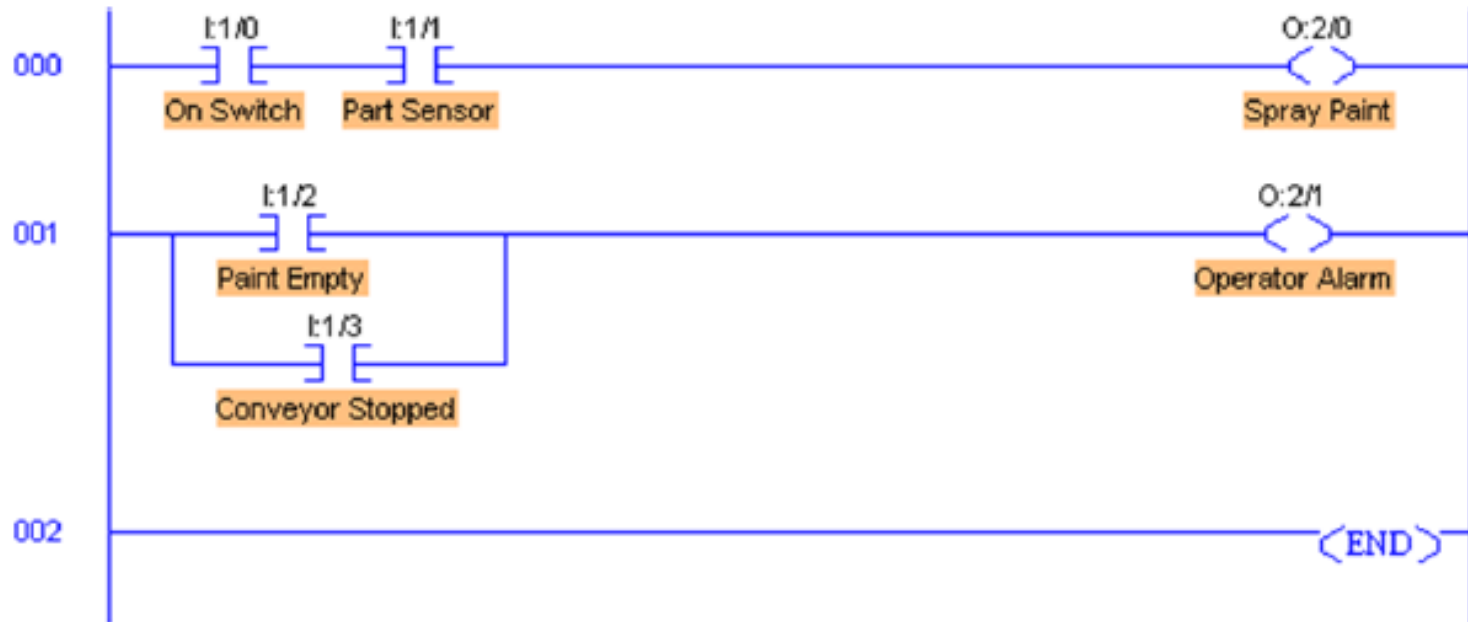 I:1/0 I:1/1 O:2/0
000
On Switch Part Sensor Spray Paint
I:1/2 O:2/1
001
Paint Empty Operator Alarm
I:1/3
Conveyor Stopped
002 END